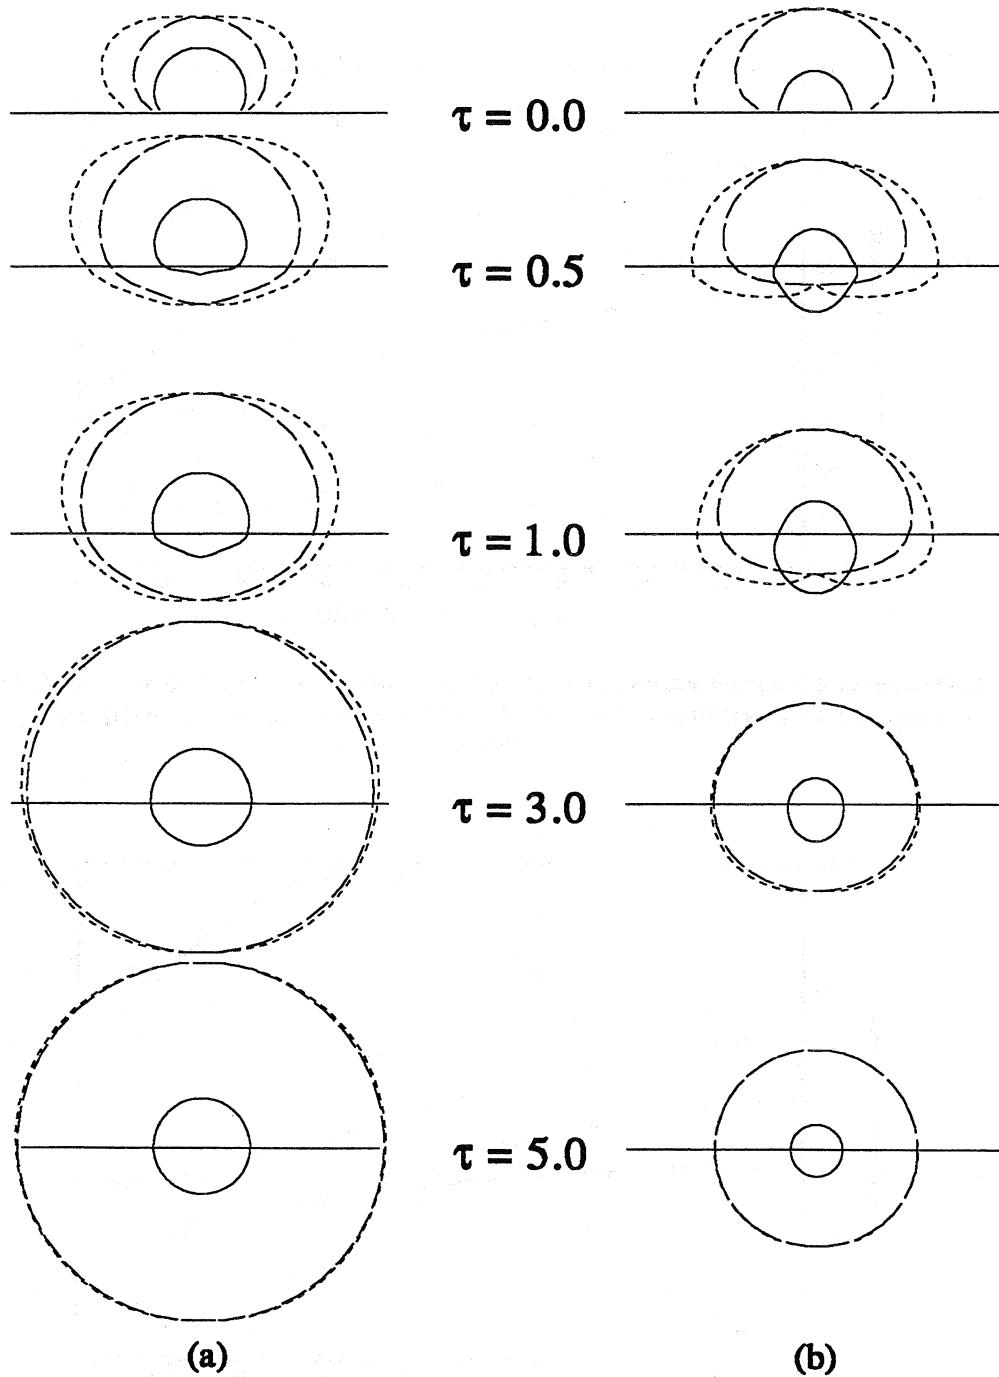 τ = 0.0
τ = 0.5
τ = 1.0
τ = 3.0
τ = 5.0
(a)
(b)